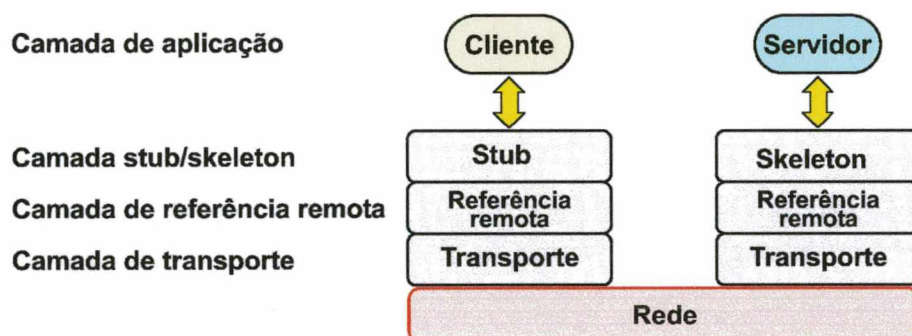 Camada de aplicação
Cliente
Servidor
Camada stub/skeleton
Stub
Skeleton
Camada de referência remota
Referência
remota
Referência
remota
Camada de transporte
Transporte
Transporte
Rede